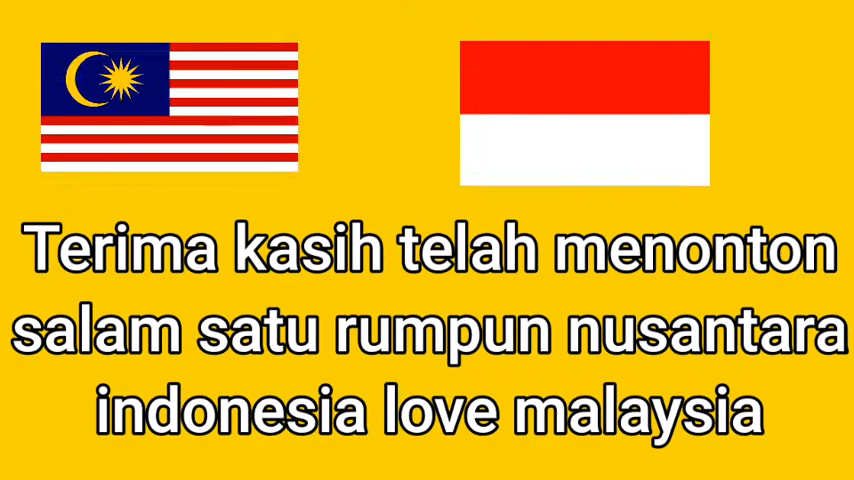 Terima kasih telah menonton
salam satu rumpun nusantara
indonesia love malaysia